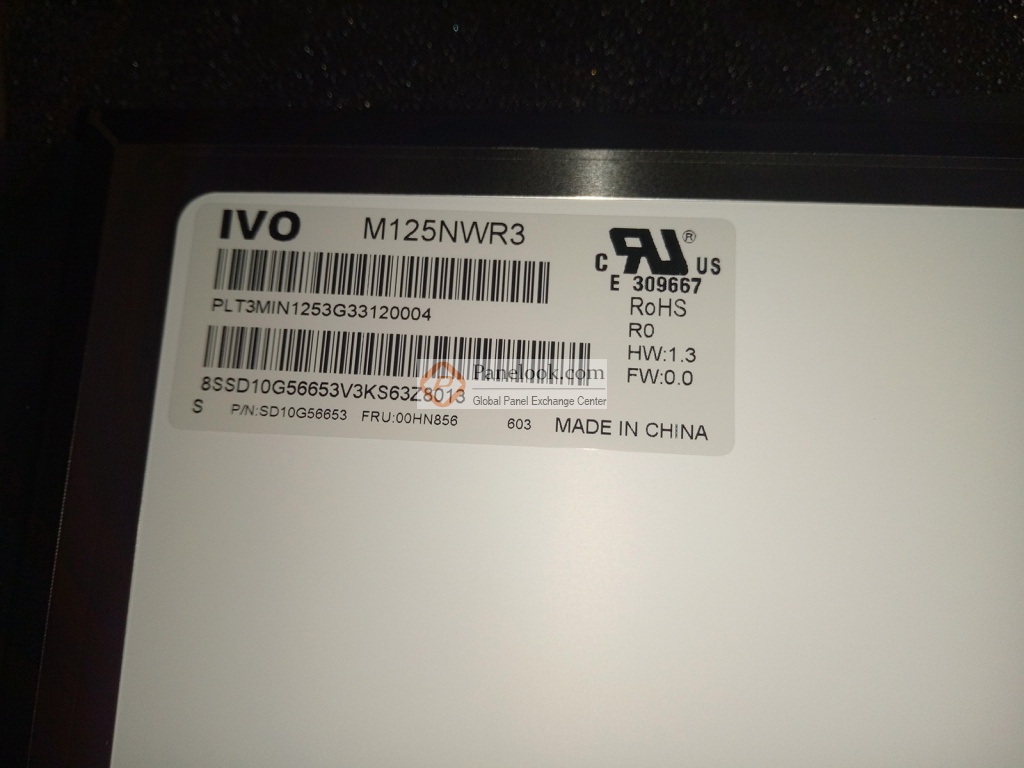 IVO M125NWR3
PLT3MIN1253G33120004
8SSD10G56653V3KS63Z8013
S P/N:SD10G56653 FRU:00HN856 603 MADE IN CHINA
C RU ® US
E 309667
RoHS
R0
HW:1.3
FW:0.0
Panelook.com
Global Panel Exchange Center